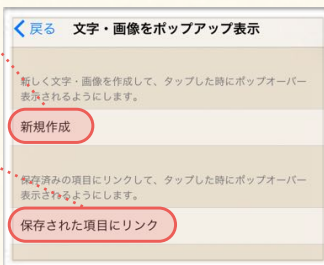 戻る 文字・画像をポップアップ表示
新しく文字・画像を作成して、タップした時にポップオーバー
表示されるようにします。
新規作成
保存済みの項目にリンクして、タップした時にポップオーバー
表示されるようにします。
保存された項目にリンク